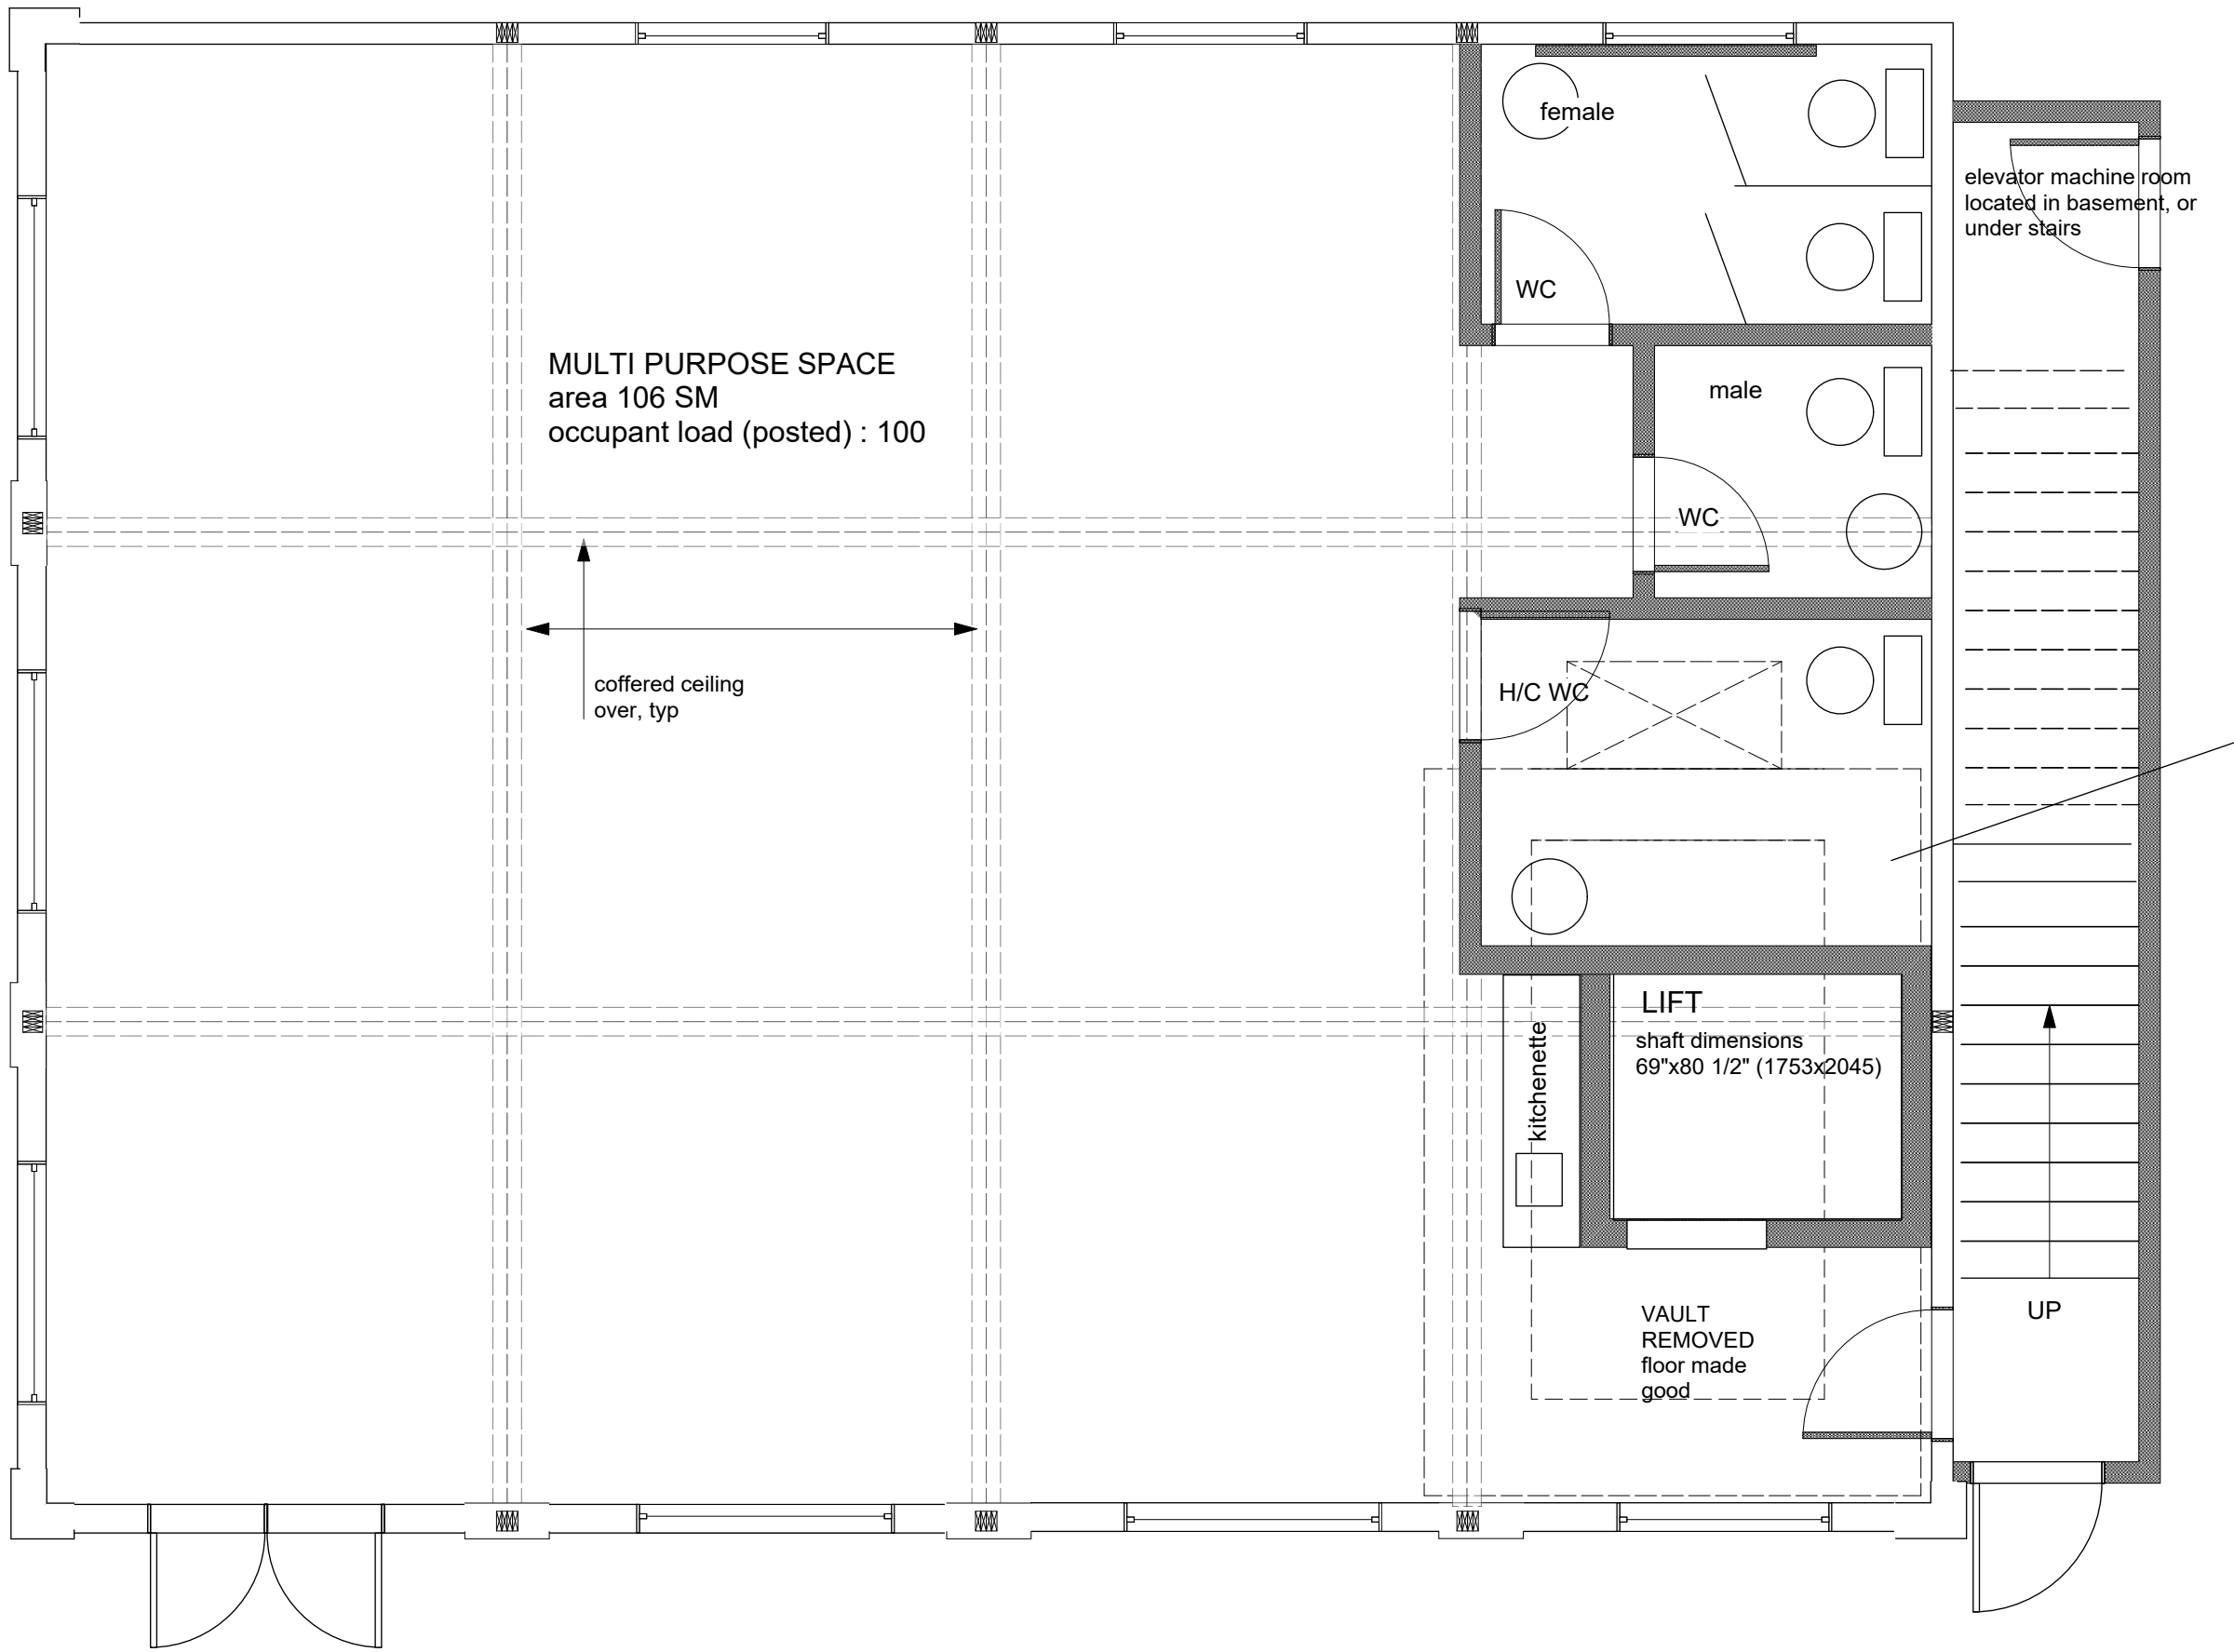 female
elevator machine room
located in basement, or
under stairs
WC
MULTI PURPOSE SPACE
area 106 SM
occupant load (posted) : 100
male
WC
coffered ceiling
over, typ
H/C WC
LIFT
shaft dimensions
69"x80 1/2" (1753x2045)
kitchenette
VAULT
REMOVED
floor made
good
UP